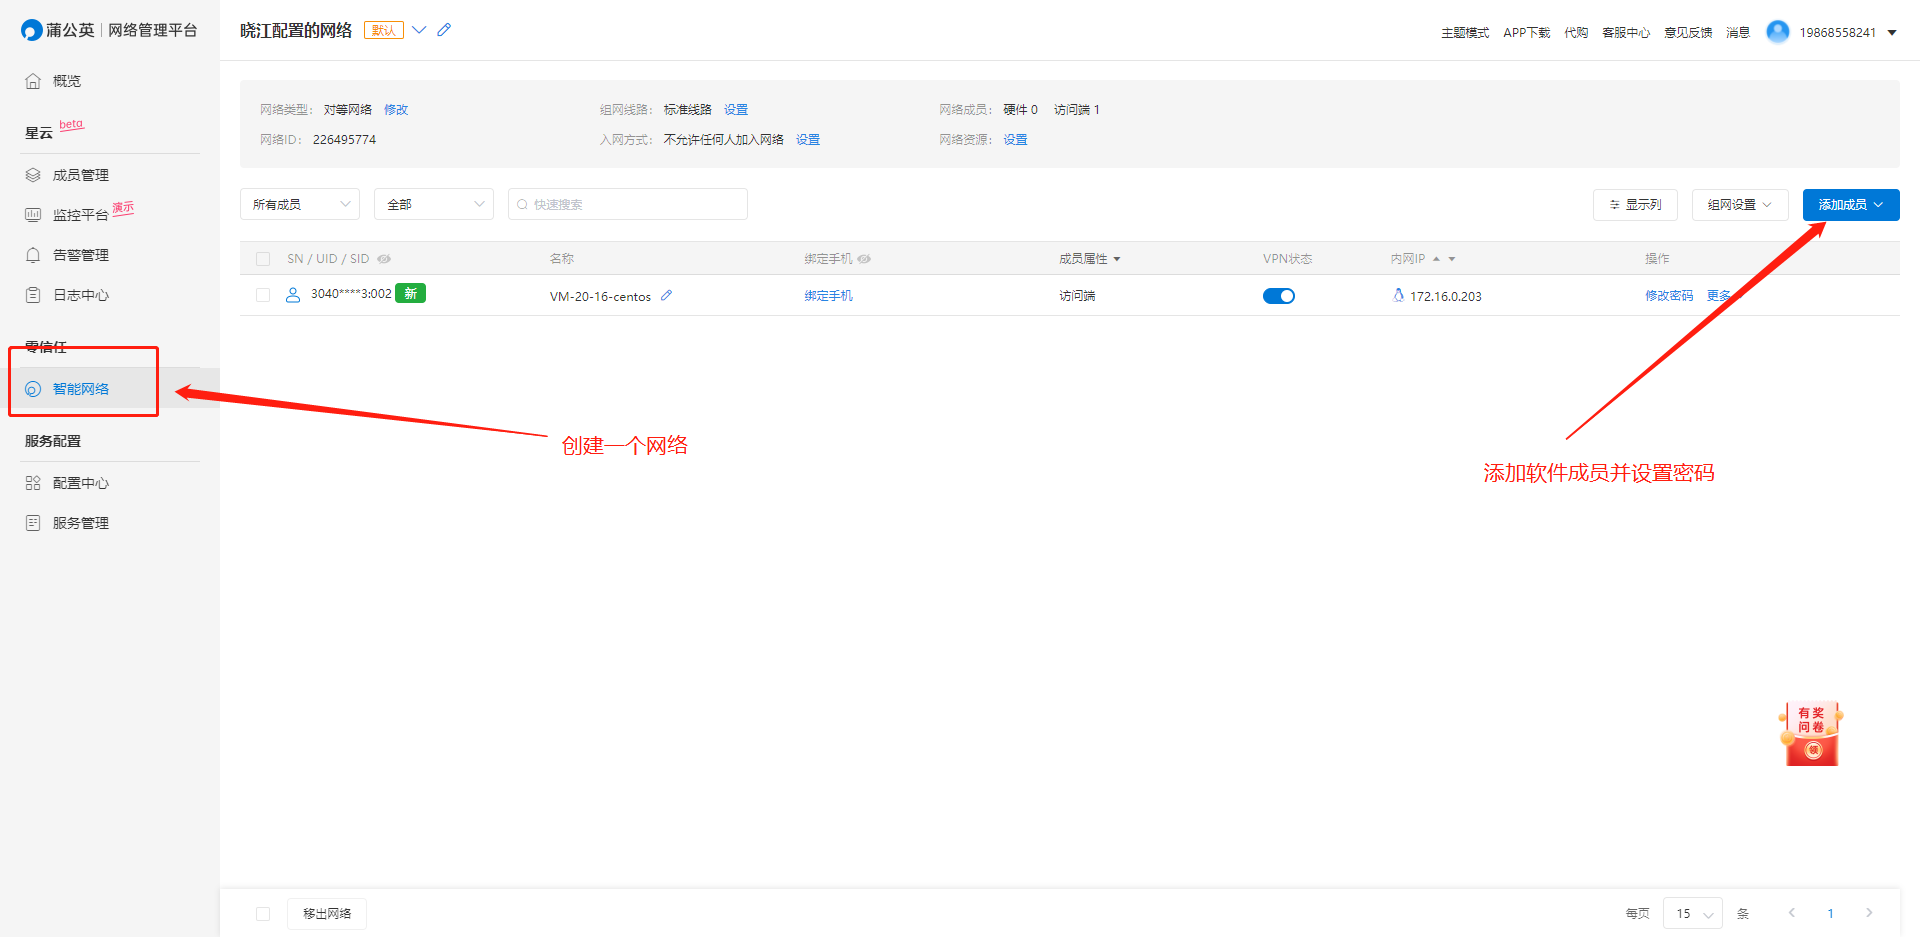 蒲公英 | 网络管理平台
晓江配置的网络 默认
主题模式 APP下载 代购 客服中心 意见反馈 消息 19868558241
概览
星云 beta
成员管理
监控平台 演示
告警管理
日志中心
零信任
智能网络
服务配置
配置中心
服务管理
网络类型： 对等网络 修改
组网线路： 标准线路 设置
网络成员： 硬件 0 访问端 1
网络ID： 226495774
入网方式： 不允许任何人加入网络 设置
网络资源： 设置
所有成员 全部 快速搜索
显示列 组网设置 添加成员
SN / UID / SID 名称 绑定手机 成员属性 VPN状态 内网IP 操作
3040****3:002 新 VM-20-16-centos 绑定手机 访问端 172.16.0.203 修改密码 更多
创建一个网络
添加软件成员并设置密码
有奖
问卷
领
移出网络
每页 15 条 1